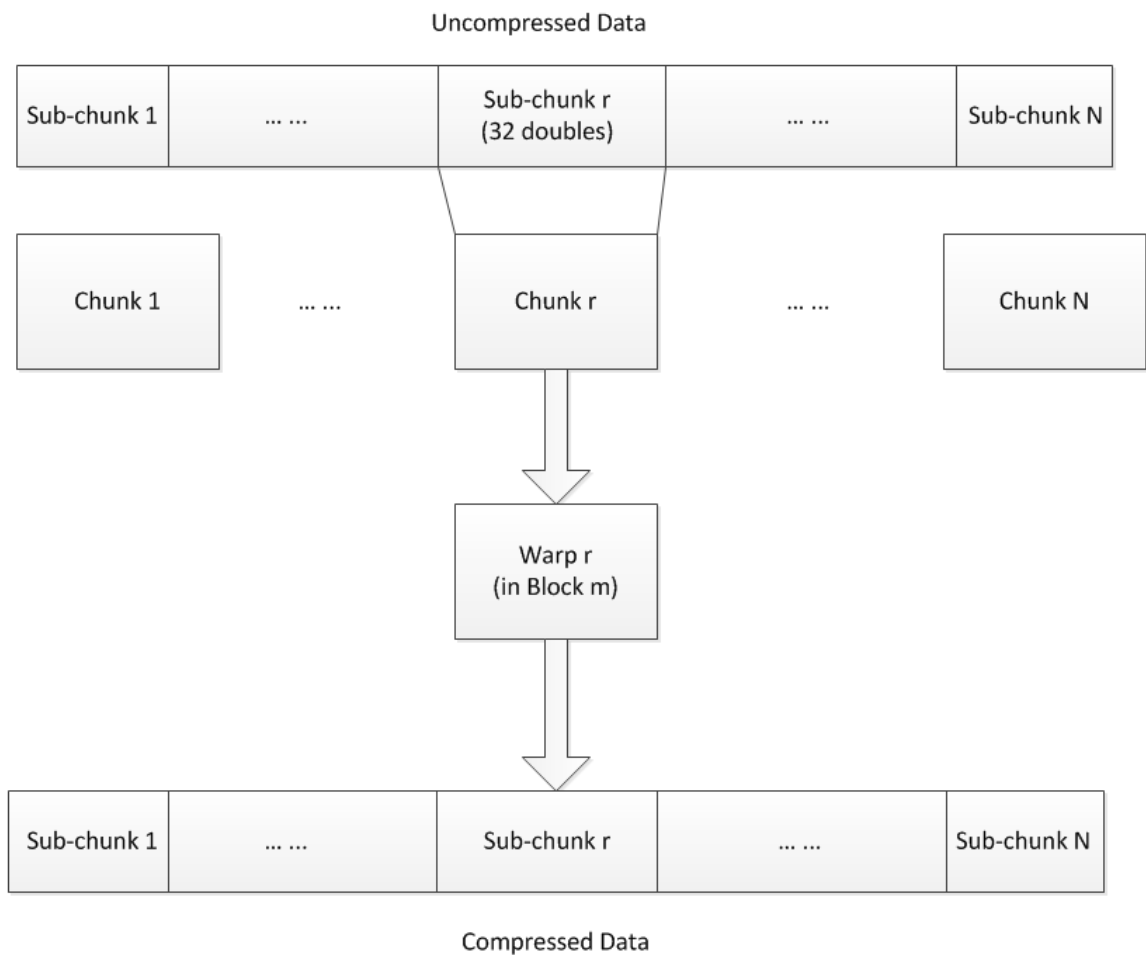 Uncompressed Data
Sub-chunk 1
... ...
Sub-chunk r
(32 doubles)
... ...
Sub-chunk N
Chunk 1
... ...
Chunk r
... ...
Chunk N
Warp r
(in Block m)
Sub-chunk 1
... ...
Sub-chunk r
... ...
Sub-chunk N
Compressed Data